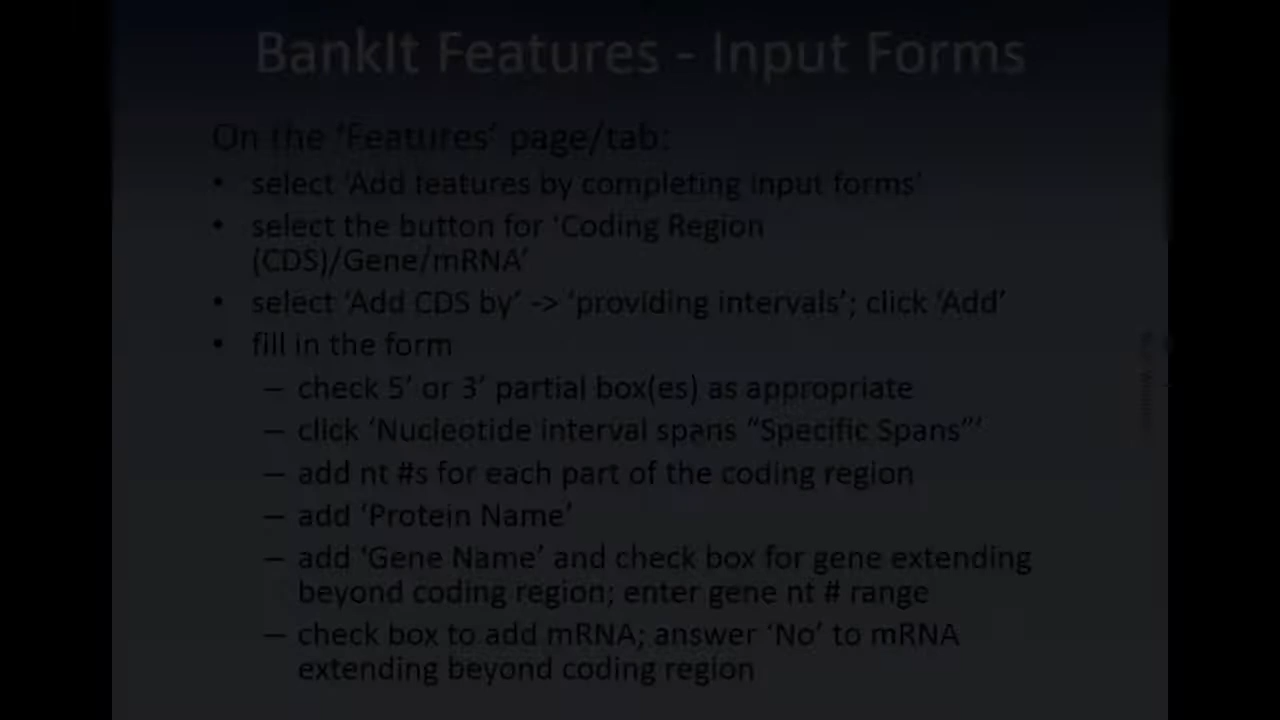 BankIt Features - Input Forms
On the ‘Features’ page/tab:
• select ‘Add features by completing input forms’
• select the button for ‘Coding Region
(CDS)/Gene/mRNA’
• select ‘Add CDS by’ -> ‘providing intervals’; click ‘Add’
• fill in the form
– check 5’ or 3’ partial box(es) as appropriate
– click ‘Nucleotide interval spans “Specific Spans”’
– add nt #s for each part of the coding region
– add ‘Protein Name’
– add ‘Gene Name’ and check box for gene extending
beyond coding region; enter gene nt # range
– check box to add mRNA; answer ‘No’ to mRNA
extending beyond coding region